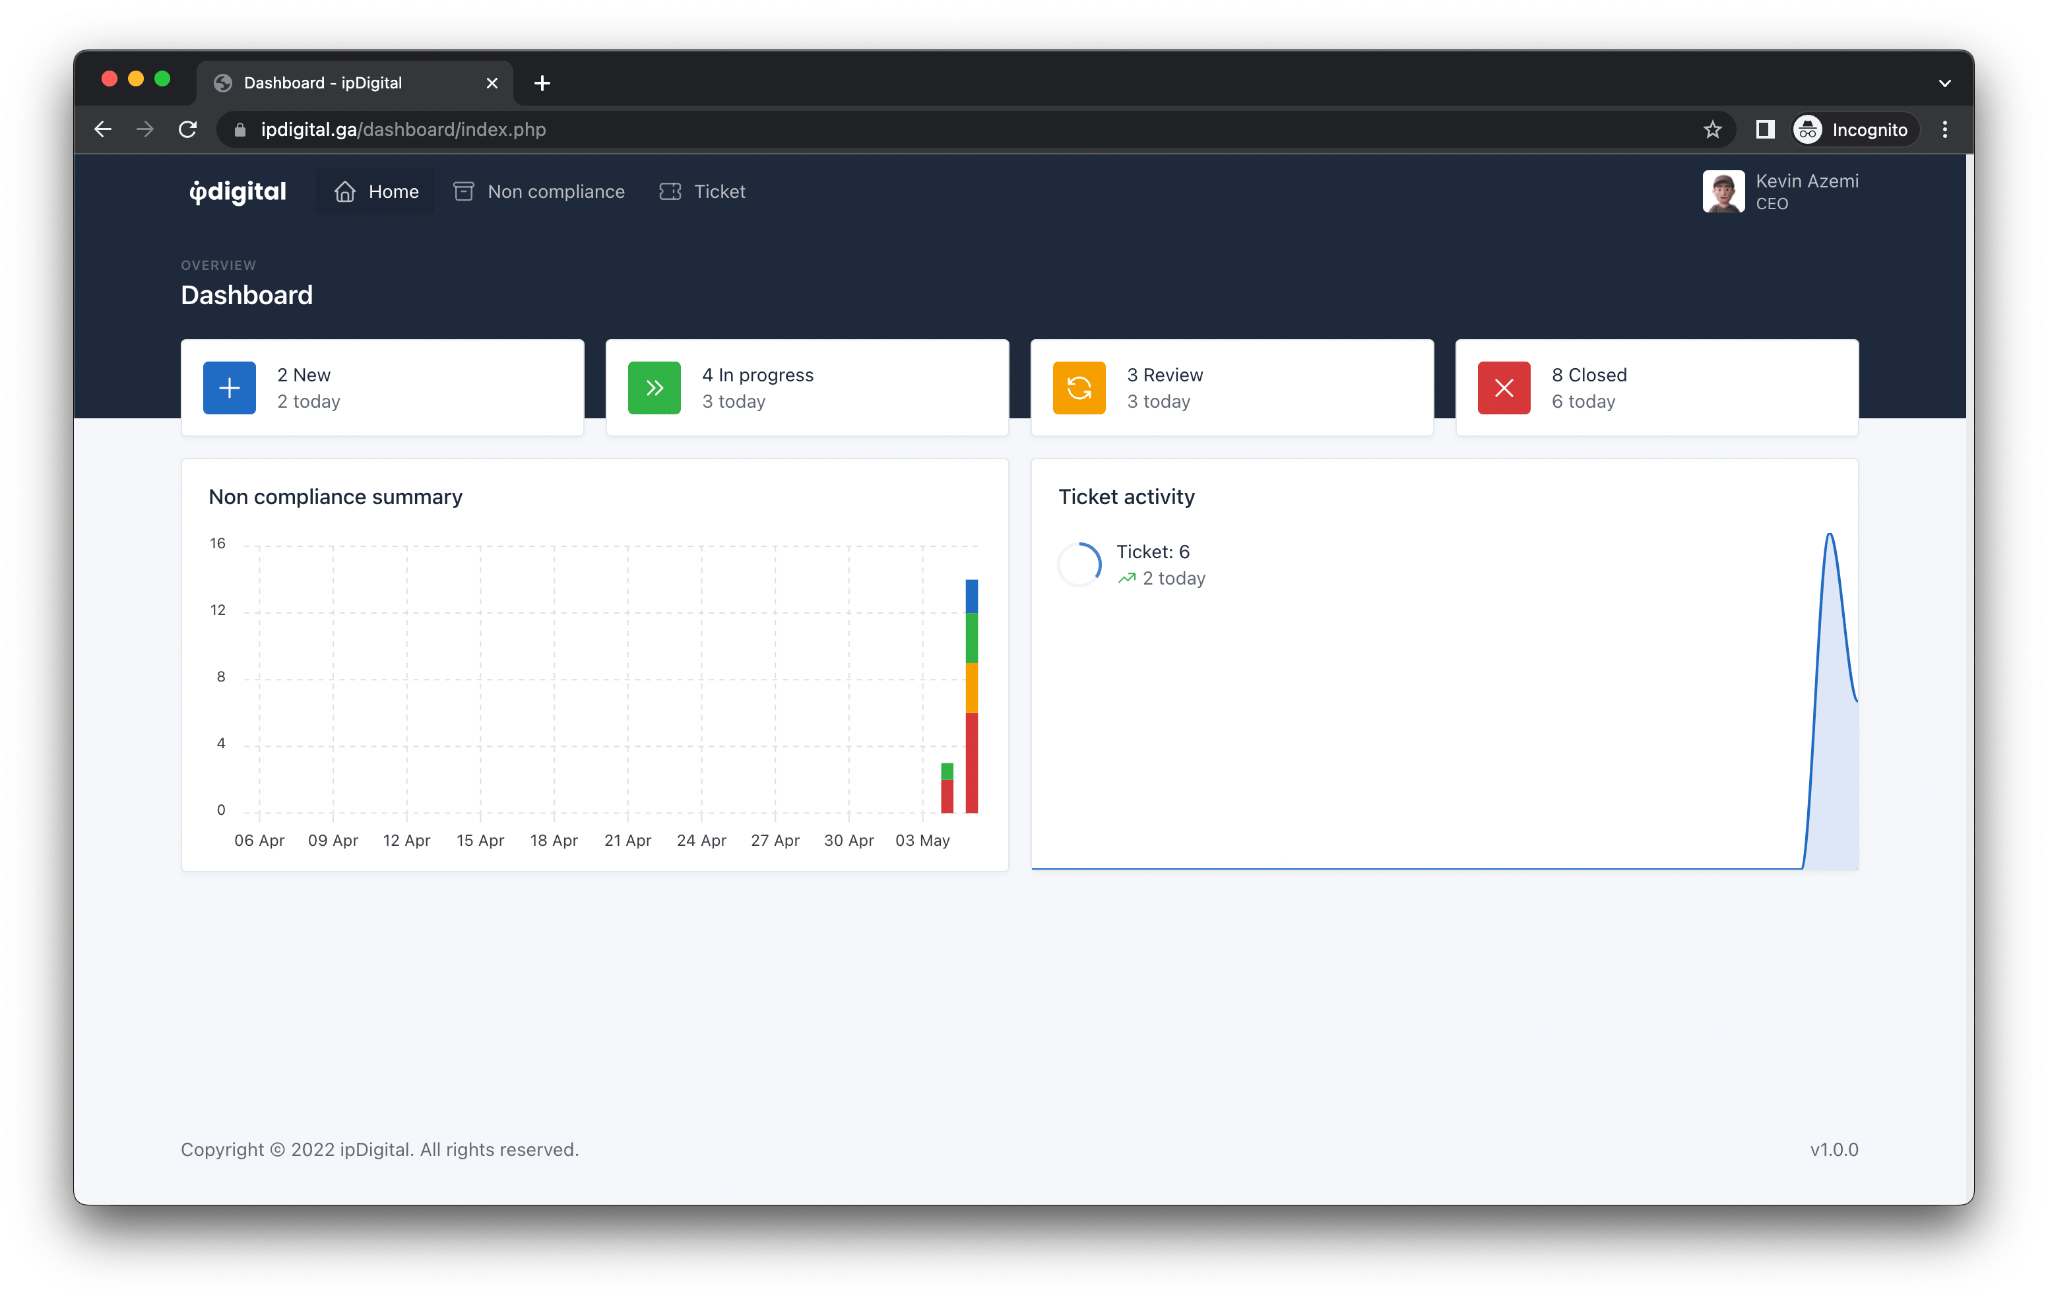 Dashboard - ipDigital
ipdigital.ga/dashboard/index.php
Incognito
ipdigital
Home
Non compliance
Ticket
Kevin Azemi
CEO
OVERVIEW
Dashboard
2 New
2 today
4 In progress
3 today
3 Review
3 today
8 Closed
6 today
Non compliance summary
16
12
8
4
0
06 Apr 09 Apr 12 Apr 15 Apr 18 Apr 21 Apr 24 Apr 27 Apr 30 Apr 03 May
Ticket activity
Ticket: 6
2 today
Copyright © 2022 ipDigital. All rights reserved.
v1.0.0